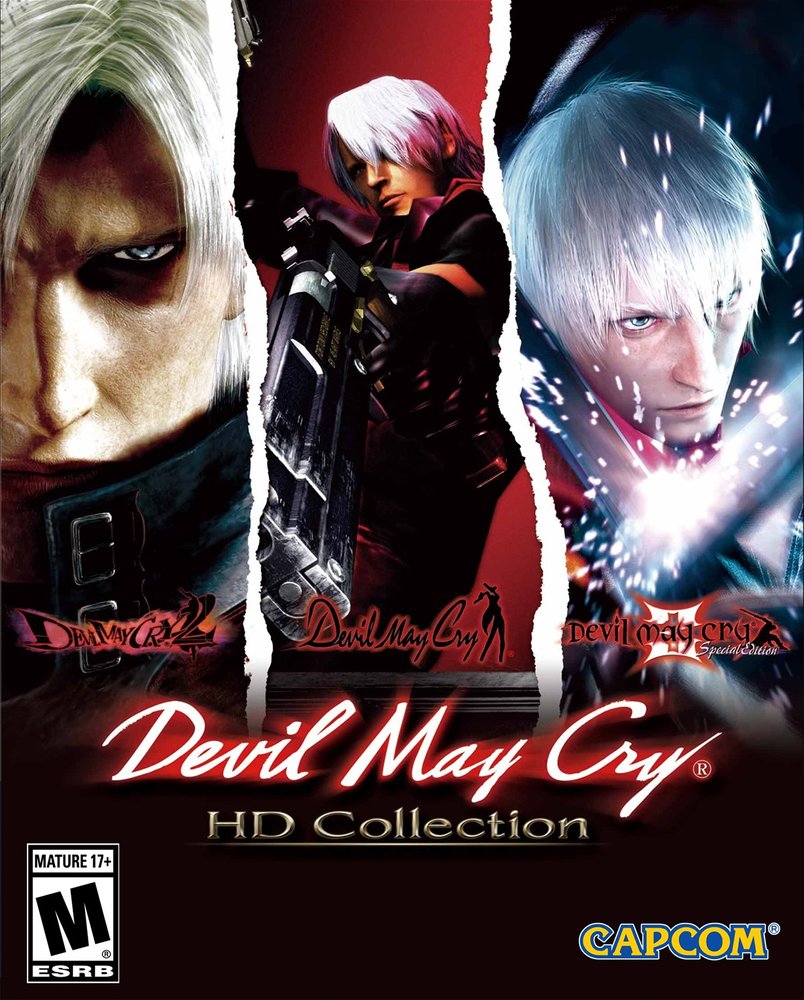 Devil May Cry 2
Devil May Cry
Devil may cry 3
Special Edition
Devil May Cry®
HD Collection
MATURE 17+
M
®
ESRB
CAPCOM®